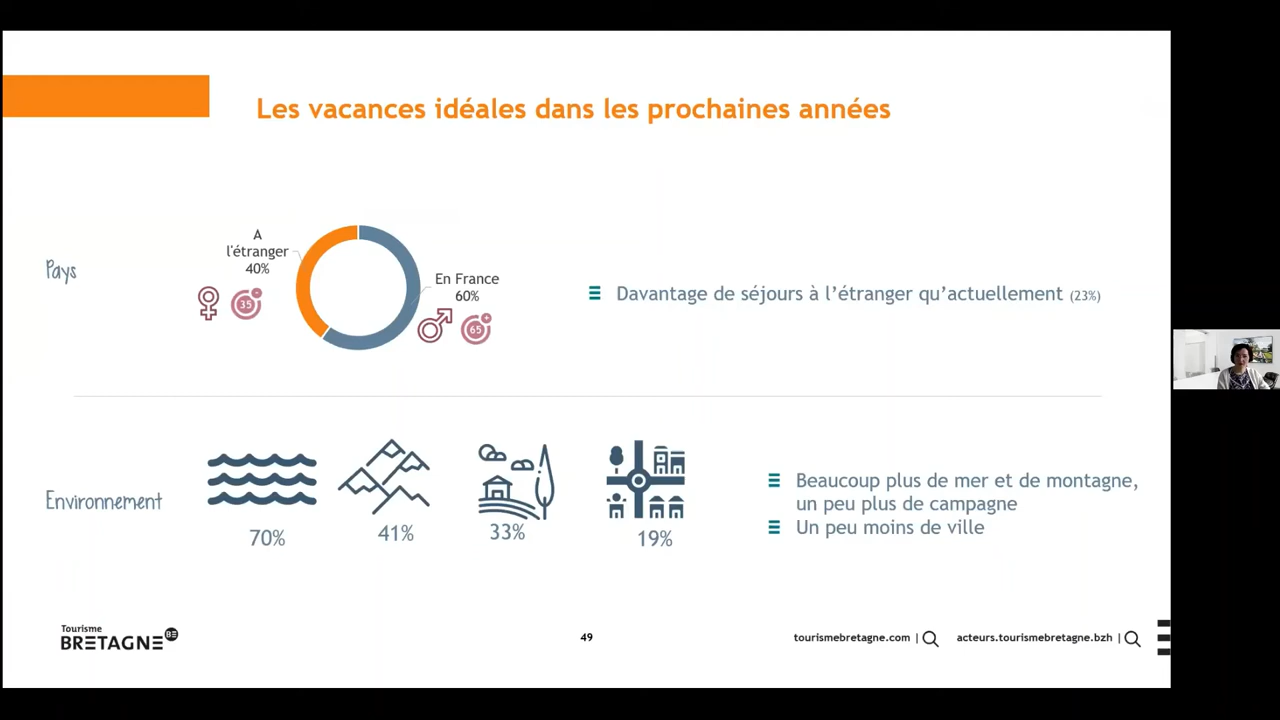 Les vacances idéales dans les prochaines années
Pays
A
l'étranger
40%
35
-
En France
60%
65
+
Davantage de séjours à l’étranger qu’actuellement (23%)
Environnement
70%
41%
33%
19%
Beaucoup plus de mer et de montagne,
un peu plus de campagne
Un peu moins de ville
Tourisme
BRETAGNE
49
tourismebretagne.com |
acteurs.tourismebretagne.bzh |